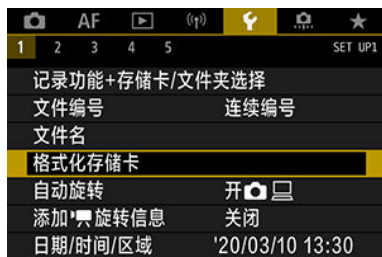 AF
1 2 3 4 5 SET UP1
记录功能+存储卡/文件夹选择
文件编号 连续编号
文件名
格式化存储卡
自动旋转 开
添加旋转信息 关闭
日期/时间/区域 '20/03/10 13:30